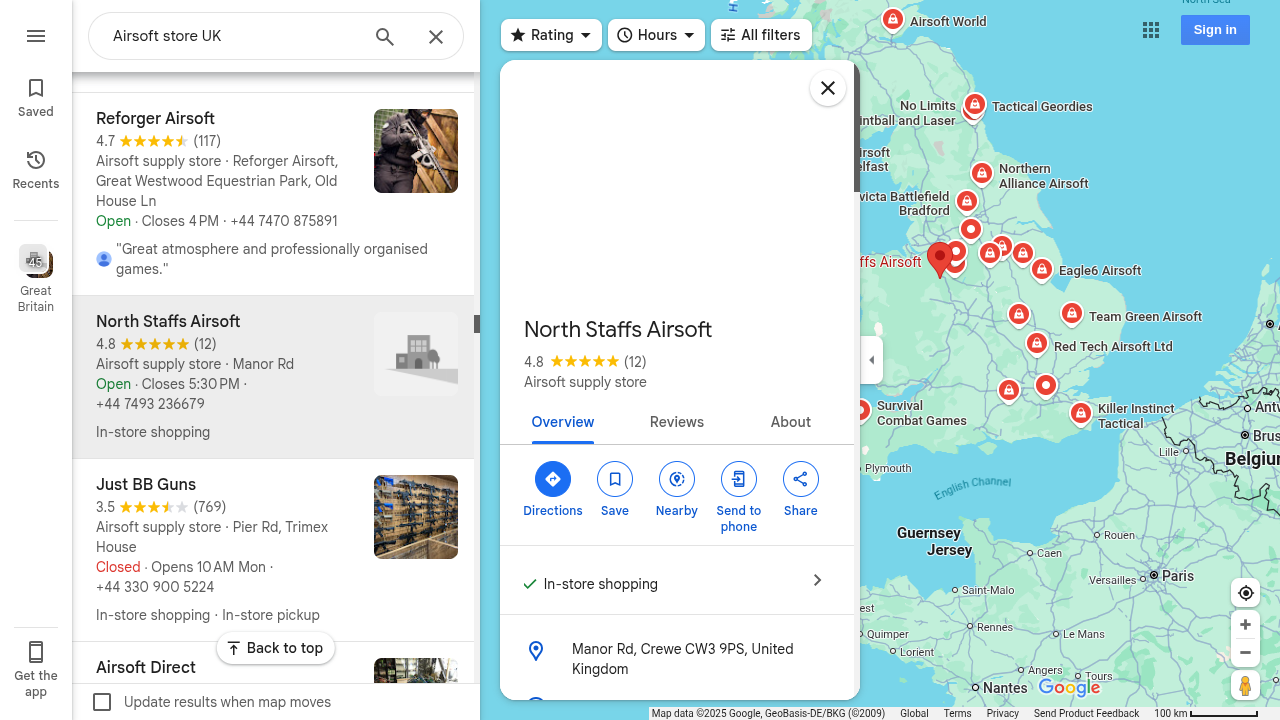 Airsoft store UK
Saved
Recents
45
Great
Britain
Get the
app
Reforger Airsoft
4.7 (117)
Airsoft supply store · Reforger Airsoft,
Great Westwood Equestrian Park, Old
House Ln
Open · Closes 4 PM · +44 7470 875891
"Great atmosphere and professionally organised
games."
North Staffs Airsoft
4.8 (12)
Airsoft supply store · Manor Rd
Open · Closes 5:30 PM ·
+44 7493 236679
In-store shopping
Just BB Guns
3.5 (769)
Airsoft supply store · Pier Rd, Trimex
House
Closed · Opens 10 AM Mon ·
+44 330 900 5224
In-store shopping · In-store pickup
Back to top
Airsoft Direct
Update results when map moves
Rating
Hours
All filters
Sign in
North Staffs Airsoft
4.8 (12)
Airsoft supply store
Overview
Reviews
About
Directions
Save
Nearby
Send to
phone
Share
In-store shopping
Manor Rd, Crewe CW3 9PS, United
Kingdom
North Sea
Airsoft World
No Limits
intball and Laser
Tactical Geordies
irsoft
elfast
Northern
Alliance Airsoft
victa Battlefield
Bradford
ffs Airsoft
Eagle6 Airsoft
Team Green Airsoft
Red Tech Airsoft Ltd
Survival
Combat Games
Killer Instinct
Tactical
Plymouth
English Channel
Lille
Antw
Brus
Belgium
Guernsey
Jersey
Rouen
Caen
Versailles
Paris
Saint-Malo
est
Quimper
Rennes
Le Mans
Lorient
Angers
Tours
Nantes
Google
Map data ©2025 Google, GeoBasis-DE/BKG (©2009)
Global
Terms
Privacy
Send Product Feedback
100 km